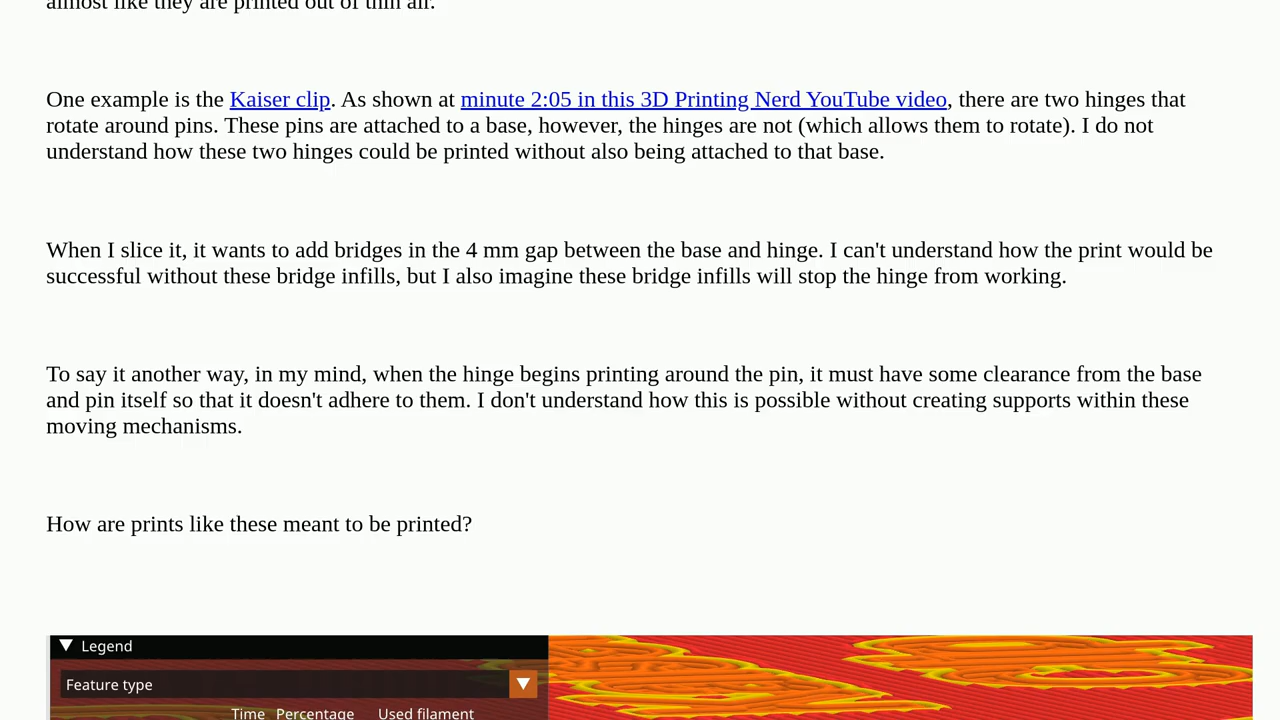 almost like they are printed out of thin air.
One example is the Kaiser clip. As shown at minute 2:05 in this 3D Printing Nerd YouTube video, there are two hinges that
rotate around pins. These pins are attached to a base, however, the hinges are not (which allows them to rotate). I do not
understand how these two hinges could be printed without also being attached to that base.
When I slice it, it wants to add bridges in the 4 mm gap between the base and hinge. I can't understand how the print would be
successful without these bridge infills, but I also imagine these bridge infills will stop the hinge from working.
To say it another way, in my mind, when the hinge begins printing around the pin, it must have some clearance from the base
and pin itself so that it doesn't adhere to them. I don't understand how this is possible without creating supports within these
moving mechanisms.
How are prints like these meant to be printed?
Legend
Feature type
Time Percentage Used filament